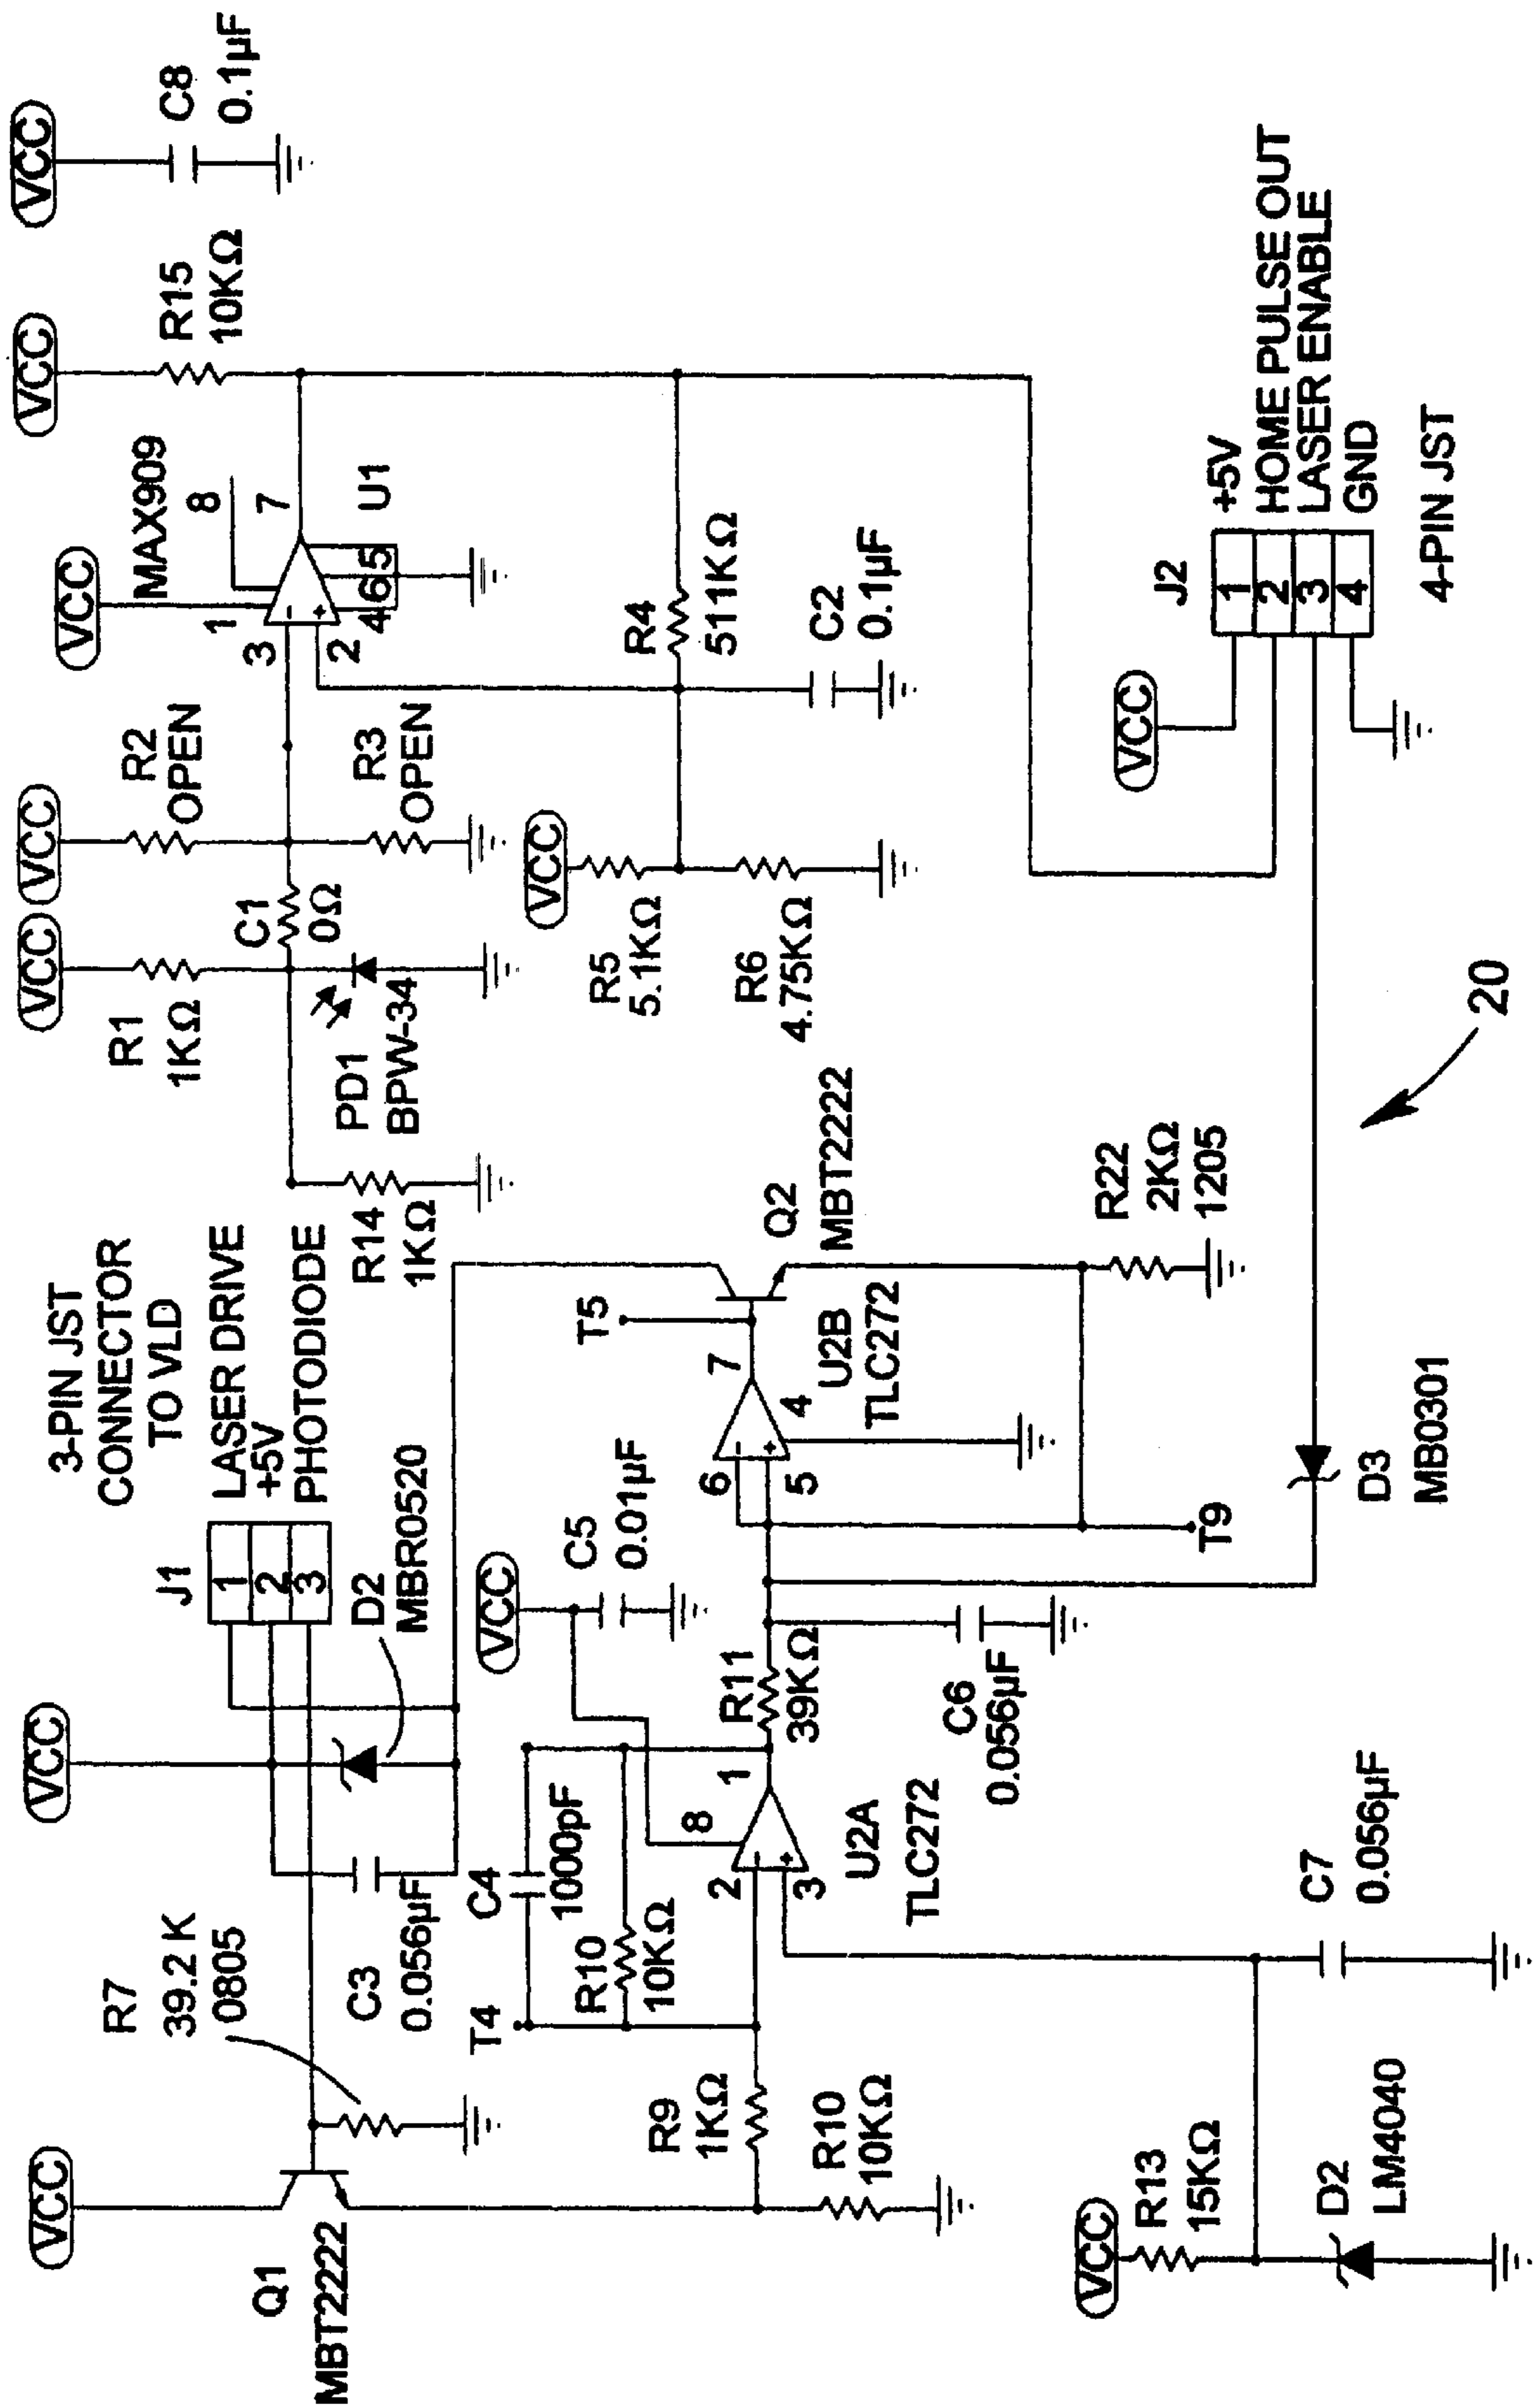 VCC
Q1
MBT2222
R7
39.2 K
0805
VCC
C3
0.056µF
J1
1
2
3
3-PIN JST
CONNECTOR
TO VLD
LASER DRIVE
+5V
PHOTODIODE
D2
MBR0520
T4
C4
1000pF
R10
10KΩ
R9
1KΩ
R10
10KΩ
2
3
8
1
U2A
TLC272
VCC
C5
0.01µF
R11
39KΩ
C6
0.056µF
VCC
R13
15KΩ
D2
LM4040
C7
0.056µF
6
5
7
4
U2B
TLC272
T5
Q2
MBT2222
T9
R22
2KΩ
1205
D3
MB0301
VCC
R1
1KΩ
R14
1KΩ
PD1
BPW-34
C1
0Ω
VCC
R2
OPEN
R3
OPEN
VCC
1
MAX909
8
3
2
4
6
5
7
U1
VCC
R15
10KΩ
VCC
C8
0.1µF
VCC
R5
5.1KΩ
R6
4.75KΩ
R4
511KΩ
C2
0.1µF
VCC
J2
1
2
3
4
+5V
HOME PULSE OUT
LASER ENABLE
GND
4-PIN JST
20